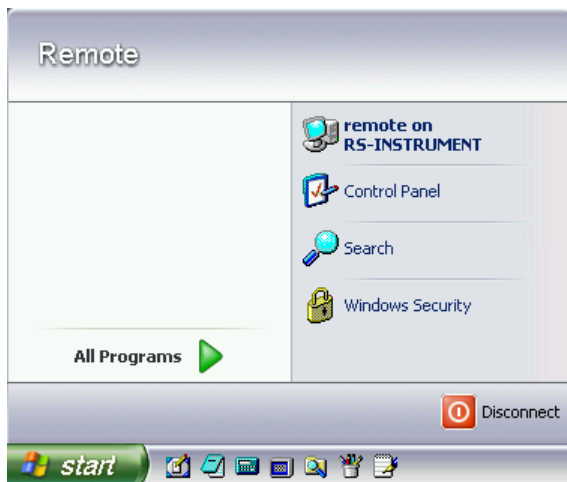 Remote
remote on
RS-INSTRUMENT
Control Panel
Search
Windows Security
All Programs
Disconnect
start